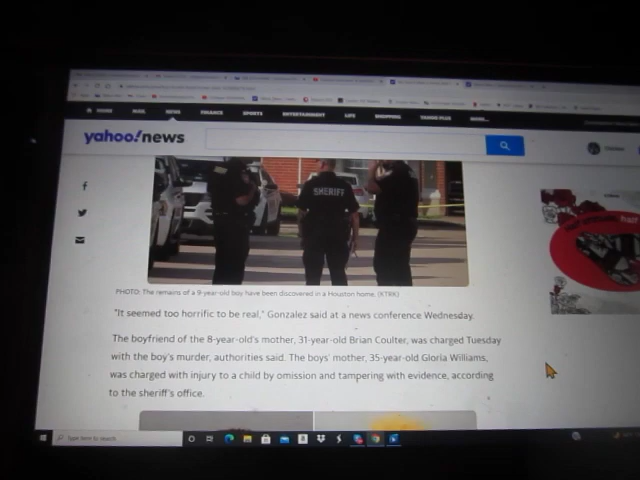 HOME MAIL NEWS FINANCE SPORTS ENTERTAINMENT LIFE SHOPPING YAHOO PLUS MORE...
yahoo!news
SHERIFF
PHOTO: The remains of a 9-year-old boy have been discovered in a Houston home. (KTRK)
"It seemed too horrific to be real," Gonzalez said at a news conference Wednesday.
The boyfriend of the 8-year-old's mother, 31-year-old Brian Coulter, was charged Tuesday
with the boy's murder, authorities said. The boys' mother, 35-year-old Gloria Williams,
was charged with injury to a child by omission and tampering with evidence, according
to the sheriff's office.
Type here to search